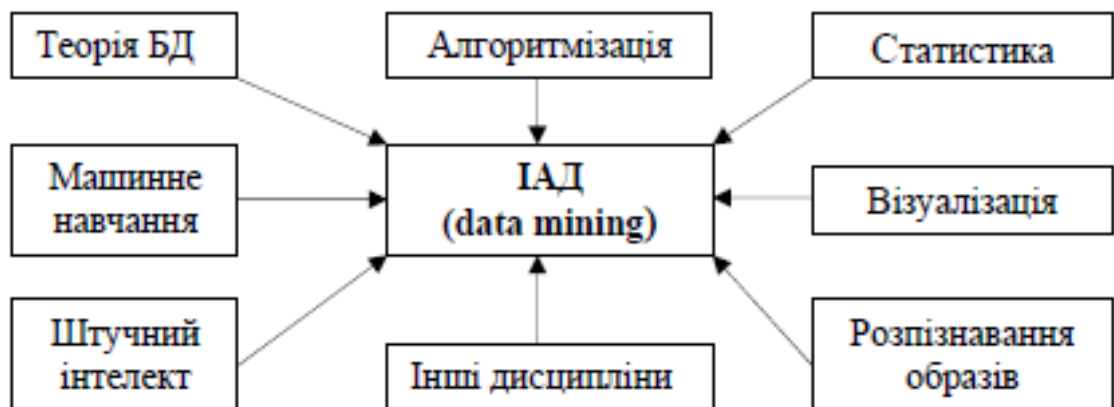 Теорія БД
Алгоритмізація
Статистика
Машинне
навчання
ІАД
(data mining)
Візуалізація
Штучний
інтелект
Інші дисципліни
Розпізнавання
образів